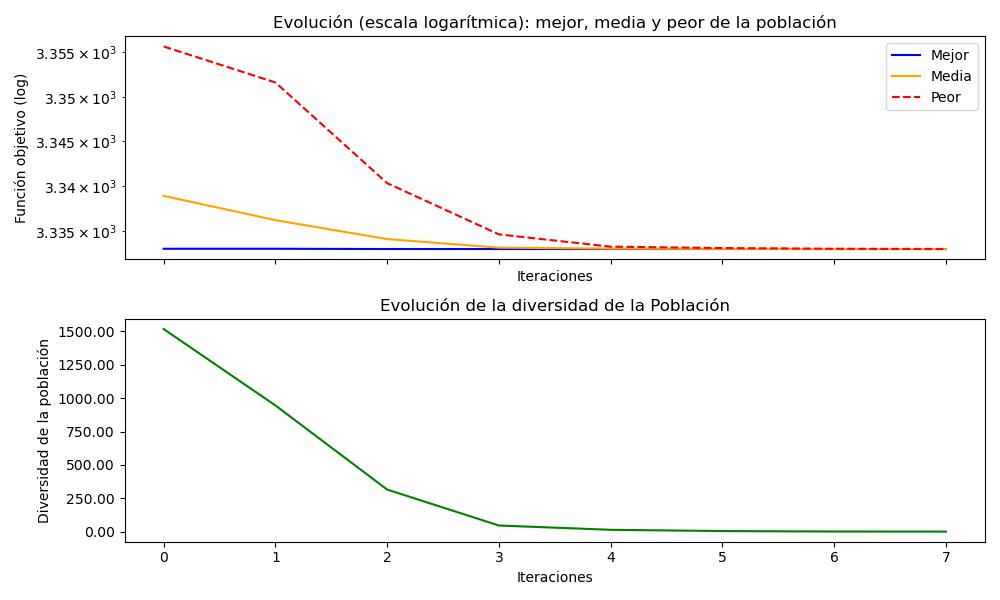 Evolución (escala logarítmica): mejor, media y peor de la población
Función objetivo (log)
3.355 × 10³
3.35 × 10³
3.345 × 10³
3.34 × 10³
3.335 × 10³
Mejor
Media
Peor
Iteraciones
Evolución de la diversidad de la Población
Diversidad de la población
1500.00
1250.00
1000.00
750.00
500.00
250.00
0.00
0 1 2 3 4 5 6 7
Iteraciones